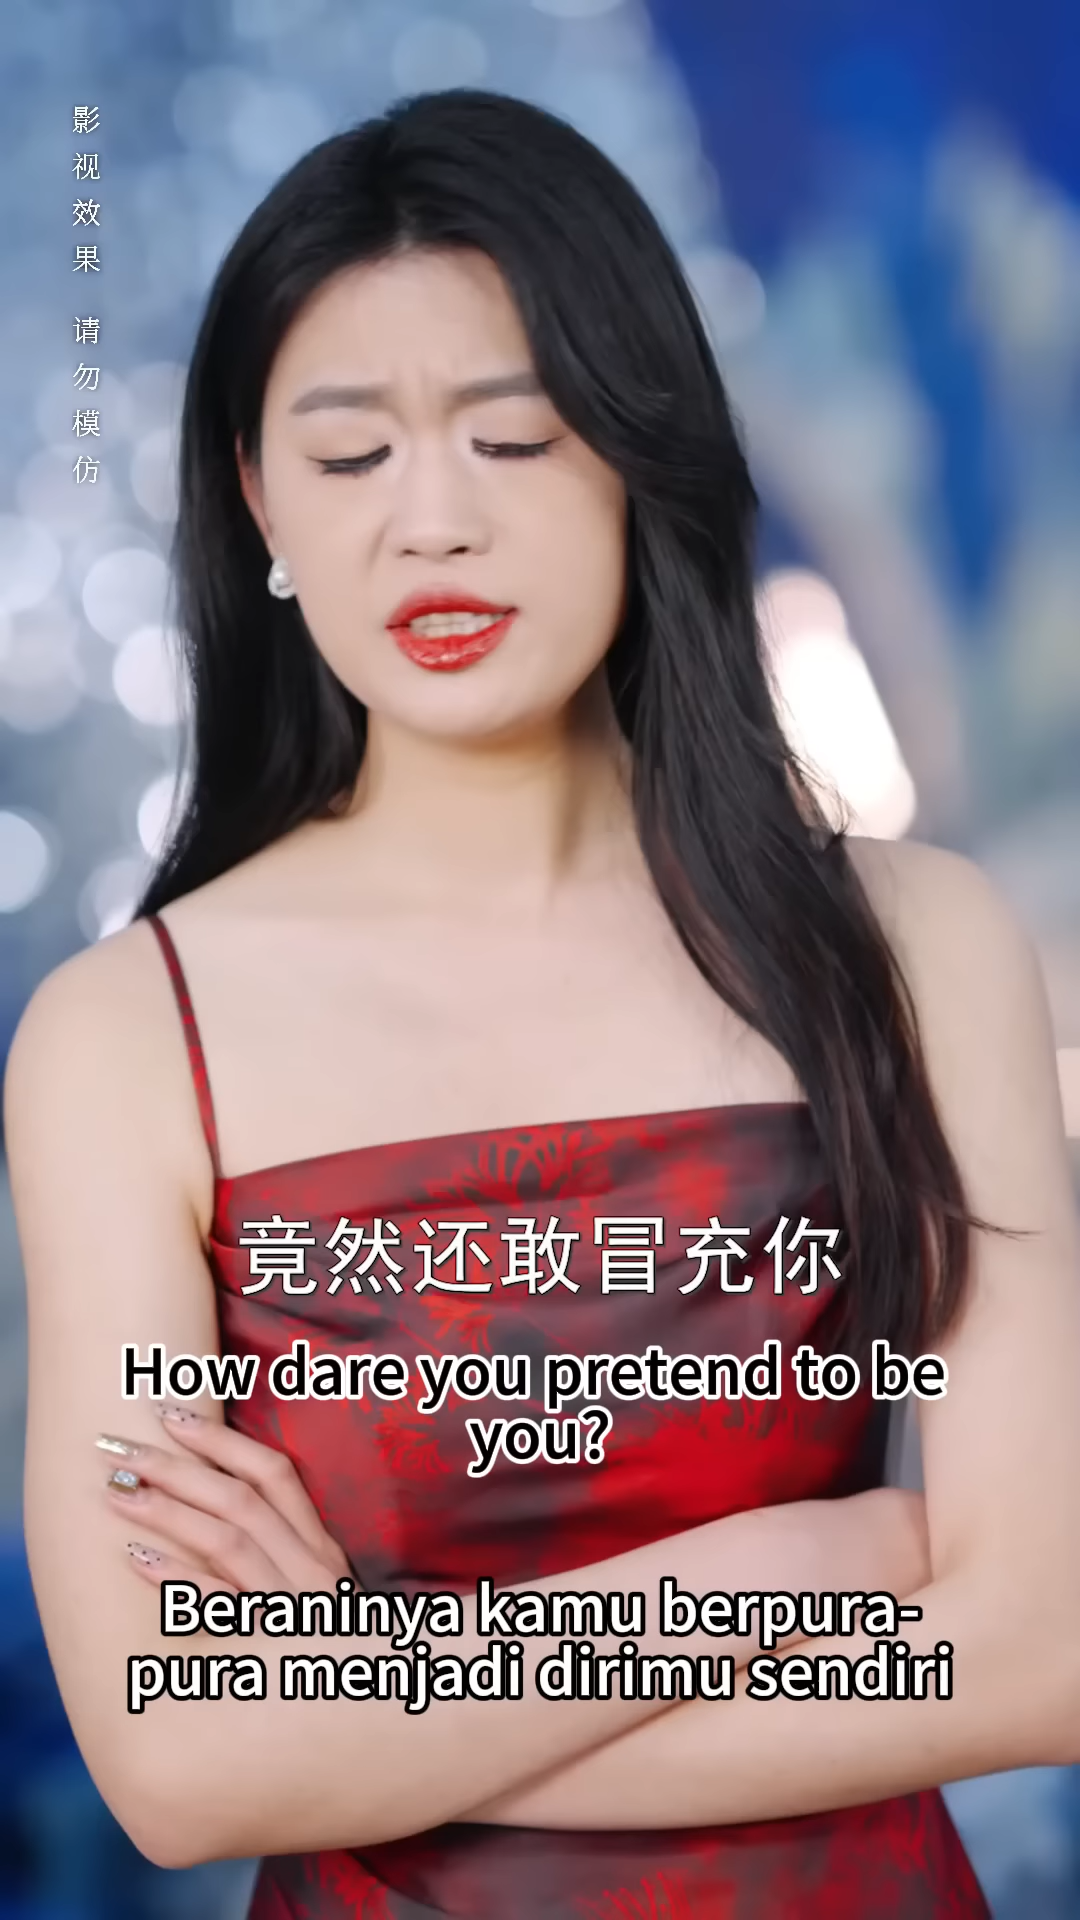 影视效果 请勿模仿
竟然还敢冒充你
How dare you pretend to be
you?
Beraninya kamu berpura-
pura menjadi dirimu sendiri